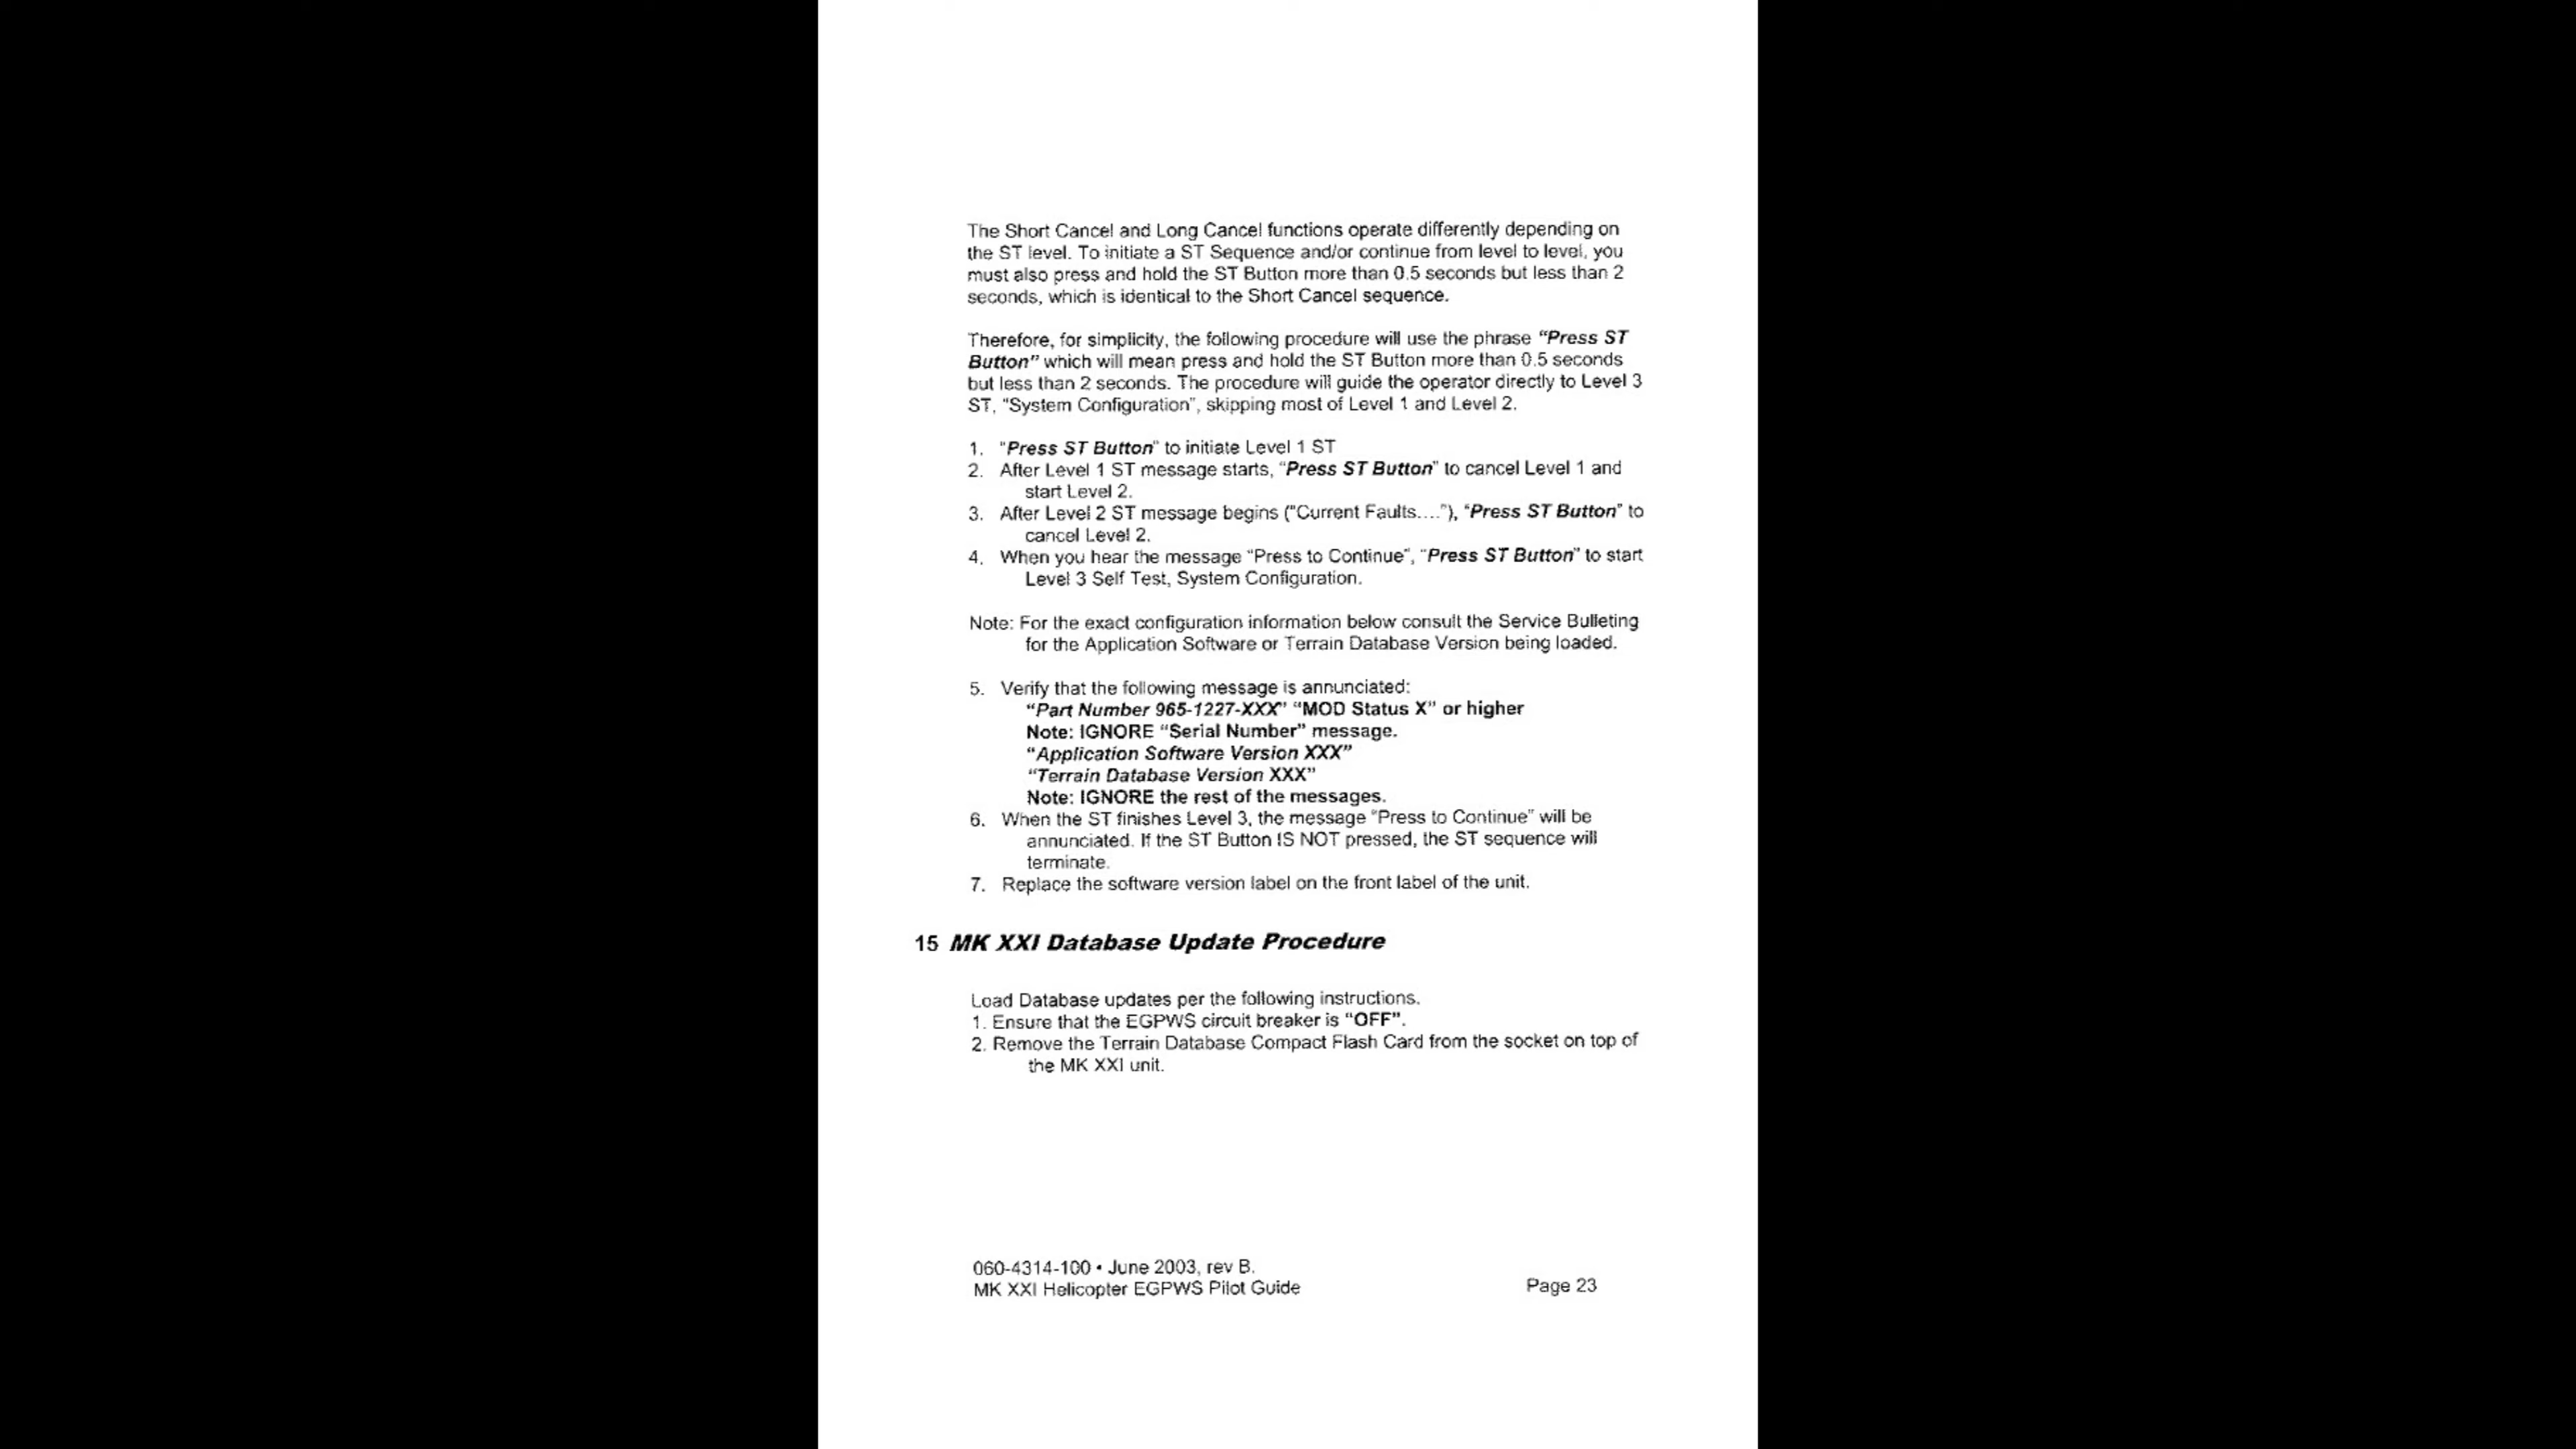 The Short Cancel and Long Cancel functions operate differently depending on
the ST level. To initiate a ST Sequence and/or continue from level to level, you
must also press and hold the ST Button more than 0.5 seconds but less than 2
seconds, which is identical to the Short Cancel sequence.
Therefore, for simplicity, the following procedure will use the phrase "Press ST
Button" which will mean press and hold the ST Button more than 0.5 seconds
but less than 2 seconds. The procedure will guide the operator directly to Level 3
ST, "System Configuration", skipping most of Level 1 and Level 2.
1. "Press ST Button" to initiate Level 1 ST
2. After Level 1 ST message starts, "Press ST Button" to cancel Level 1 and
start Level 2.
3. After Level 2 ST message begins ("Current Faults...."), "Press ST Button" to
cancel Level 2.
4. When you hear the message "Press to Continue", "Press ST Button" to start
Level 3 Self Test, System Configuration.
Note: For the exact configuration information below consult the Service Bulleting
for the Application Software or Terrain Database Version being loaded.
5. Verify that the following message is annunciated:
"Part Number 965-1227-XXX" "MOD Status X" or higher
Note: IGNORE "Serial Number" message.
"Application Software Version XXX"
"Terrain Database Version XXX"
Note: IGNORE the rest of the messages.
6. When the ST finishes Level 3, the message "Press to Continue" will be
annunciated. If the ST Button IS NOT pressed, the ST sequence will
terminate.
7. Replace the software version label on the front label of the unit.
15 MK XXI Database Update Procedure
Load Database updates per the following instructions.
1. Ensure that the EGPWS circuit breaker is "OFF".
2. Remove the Terrain Database Compact Flash Card from the socket on top of
the MK XXI unit.
060-4314-100 • June 2003, rev B.
MK XXI Helicopter EGPWS Pilot Guide Page 23